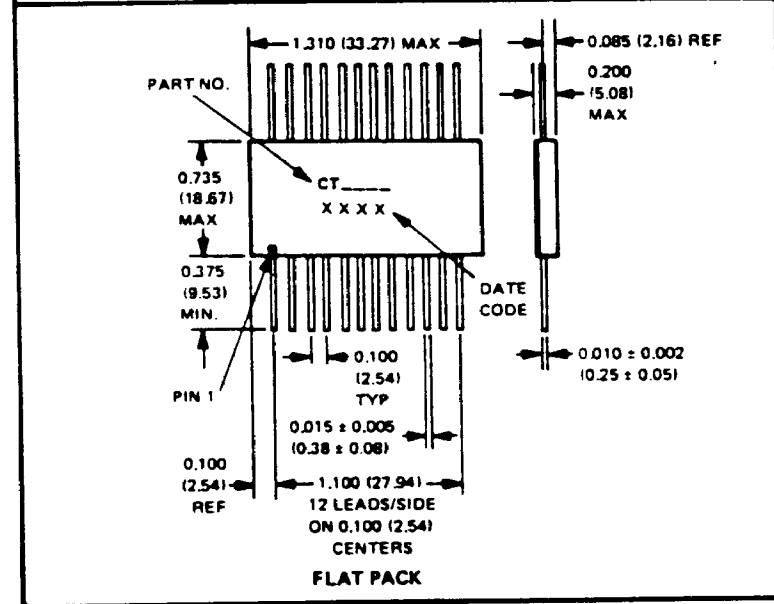 1.310 (33.27) MAX
0.085 (2.16) REF
PART NO.
0.200
(5.08)
MAX
0.735
(18.67)
MAX
CT____
X X X X
0.375
(9.53)
MIN.
DATE
CODE
PIN 1
0.100
(2.54)
TYP
0.010 ± 0.002
(0.25 ± 0.05)
0.015 ± 0.005
(0.38 ± 0.08)
0.100
(2.54)
REF
1.100 (27.94)
12 LEADS/SIDE
ON 0.100 (2.54)
CENTERS
FLAT PACK